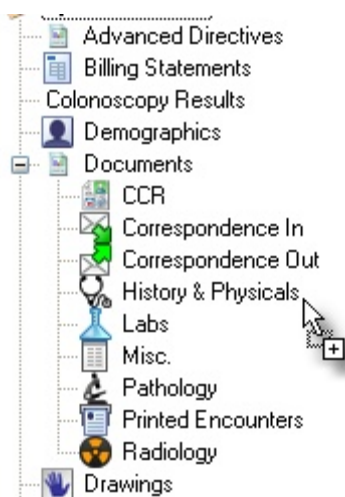 Advanced Directives
Billing Statements
Colonoscopy Results
Demographics
Documents
CCR
Correspondence In
Correspondence Out
History & Physicals
Labs
Misc.
Pathology
Printed Encounters
Radiology
Drawings